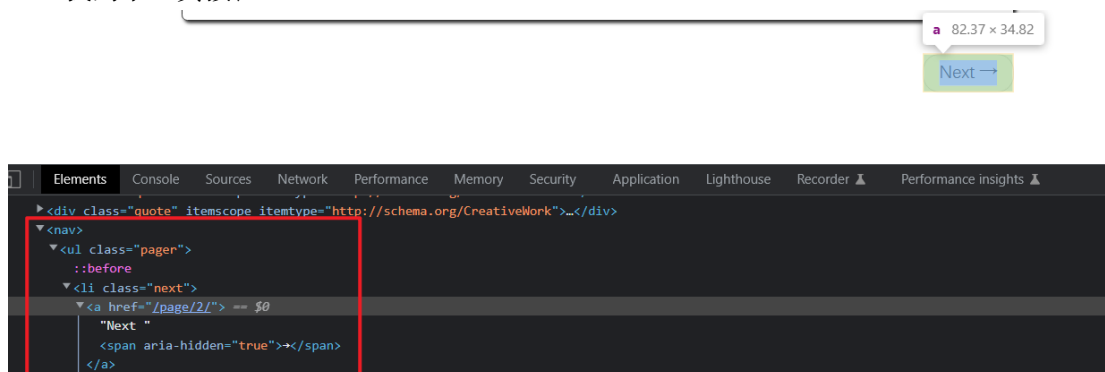 a 82.37 × 34.82
Next →
Elements Console Sources Network Performance Memory Security Application Lighthouse Recorder Performance insights
<div class="quote" itemscope itemtype="http://schema.org/CreativeWork">…</div>
<nav>
<ul class="pager">
::before
<li class="next">
<a href="/page/2/"> == $0
"Next "
<span aria-hidden="true">→</span>
</a>